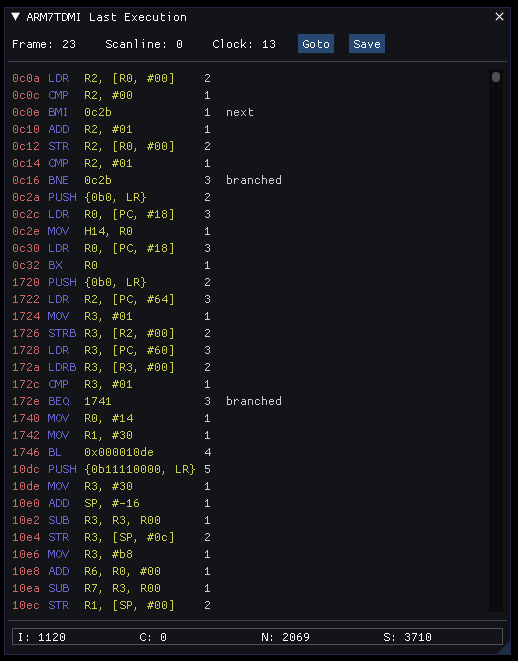 ▼ ARM7TDMI Last Execution ✕
Frame: 23 Scanline: 0 Clock: 13 Goto Save
0c0a LDR R2, [R0, #00] 2
0c0c CMP R2, #00 1
0c0e BMI 0c2b 1 next
0c10 ADD R2, #01 1
0c12 STR R2, [R0, #00] 2
0c14 CMP R2, #01 1
0c16 BNE 0c2b 3 branched
0c2a PUSH {0b0, LR} 2
0c2c LDR R0, [PC, #18] 3
0c2e MOV H14, R0 1
0c30 LDR R0, [PC, #18] 3
0c32 BX R0 1
1720 PUSH {0b0, LR} 2
1722 LDR R2, [PC, #64] 3
1724 MOV R3, #01 1
1726 STRB R3, [R2, #00] 2
1728 LDR R3, [PC, #60] 3
172a LDRB R3, [R3, #00] 2
172c CMP R3, #01 1
172e BEQ 1741 3 branched
1740 MOV R0, #14 1
1742 MOV R1, #30 1
1746 BL 0x000010de 4
10dc PUSH {0b11110000, LR} 5
10de MOV R3, #30 1
10e0 ADD SP, #-16 1
10e2 SUB R3, R3, R00 1
10e4 STR R3, [SP, #0c] 2
10e6 MOV R3, #b8 1
10e8 ADD R6, R0, #00 1
10ea SUB R7, R3, R00 1
10ec STR R1, [SP, #00] 2
I: 1120 C: 0 N: 2069 S: 3710